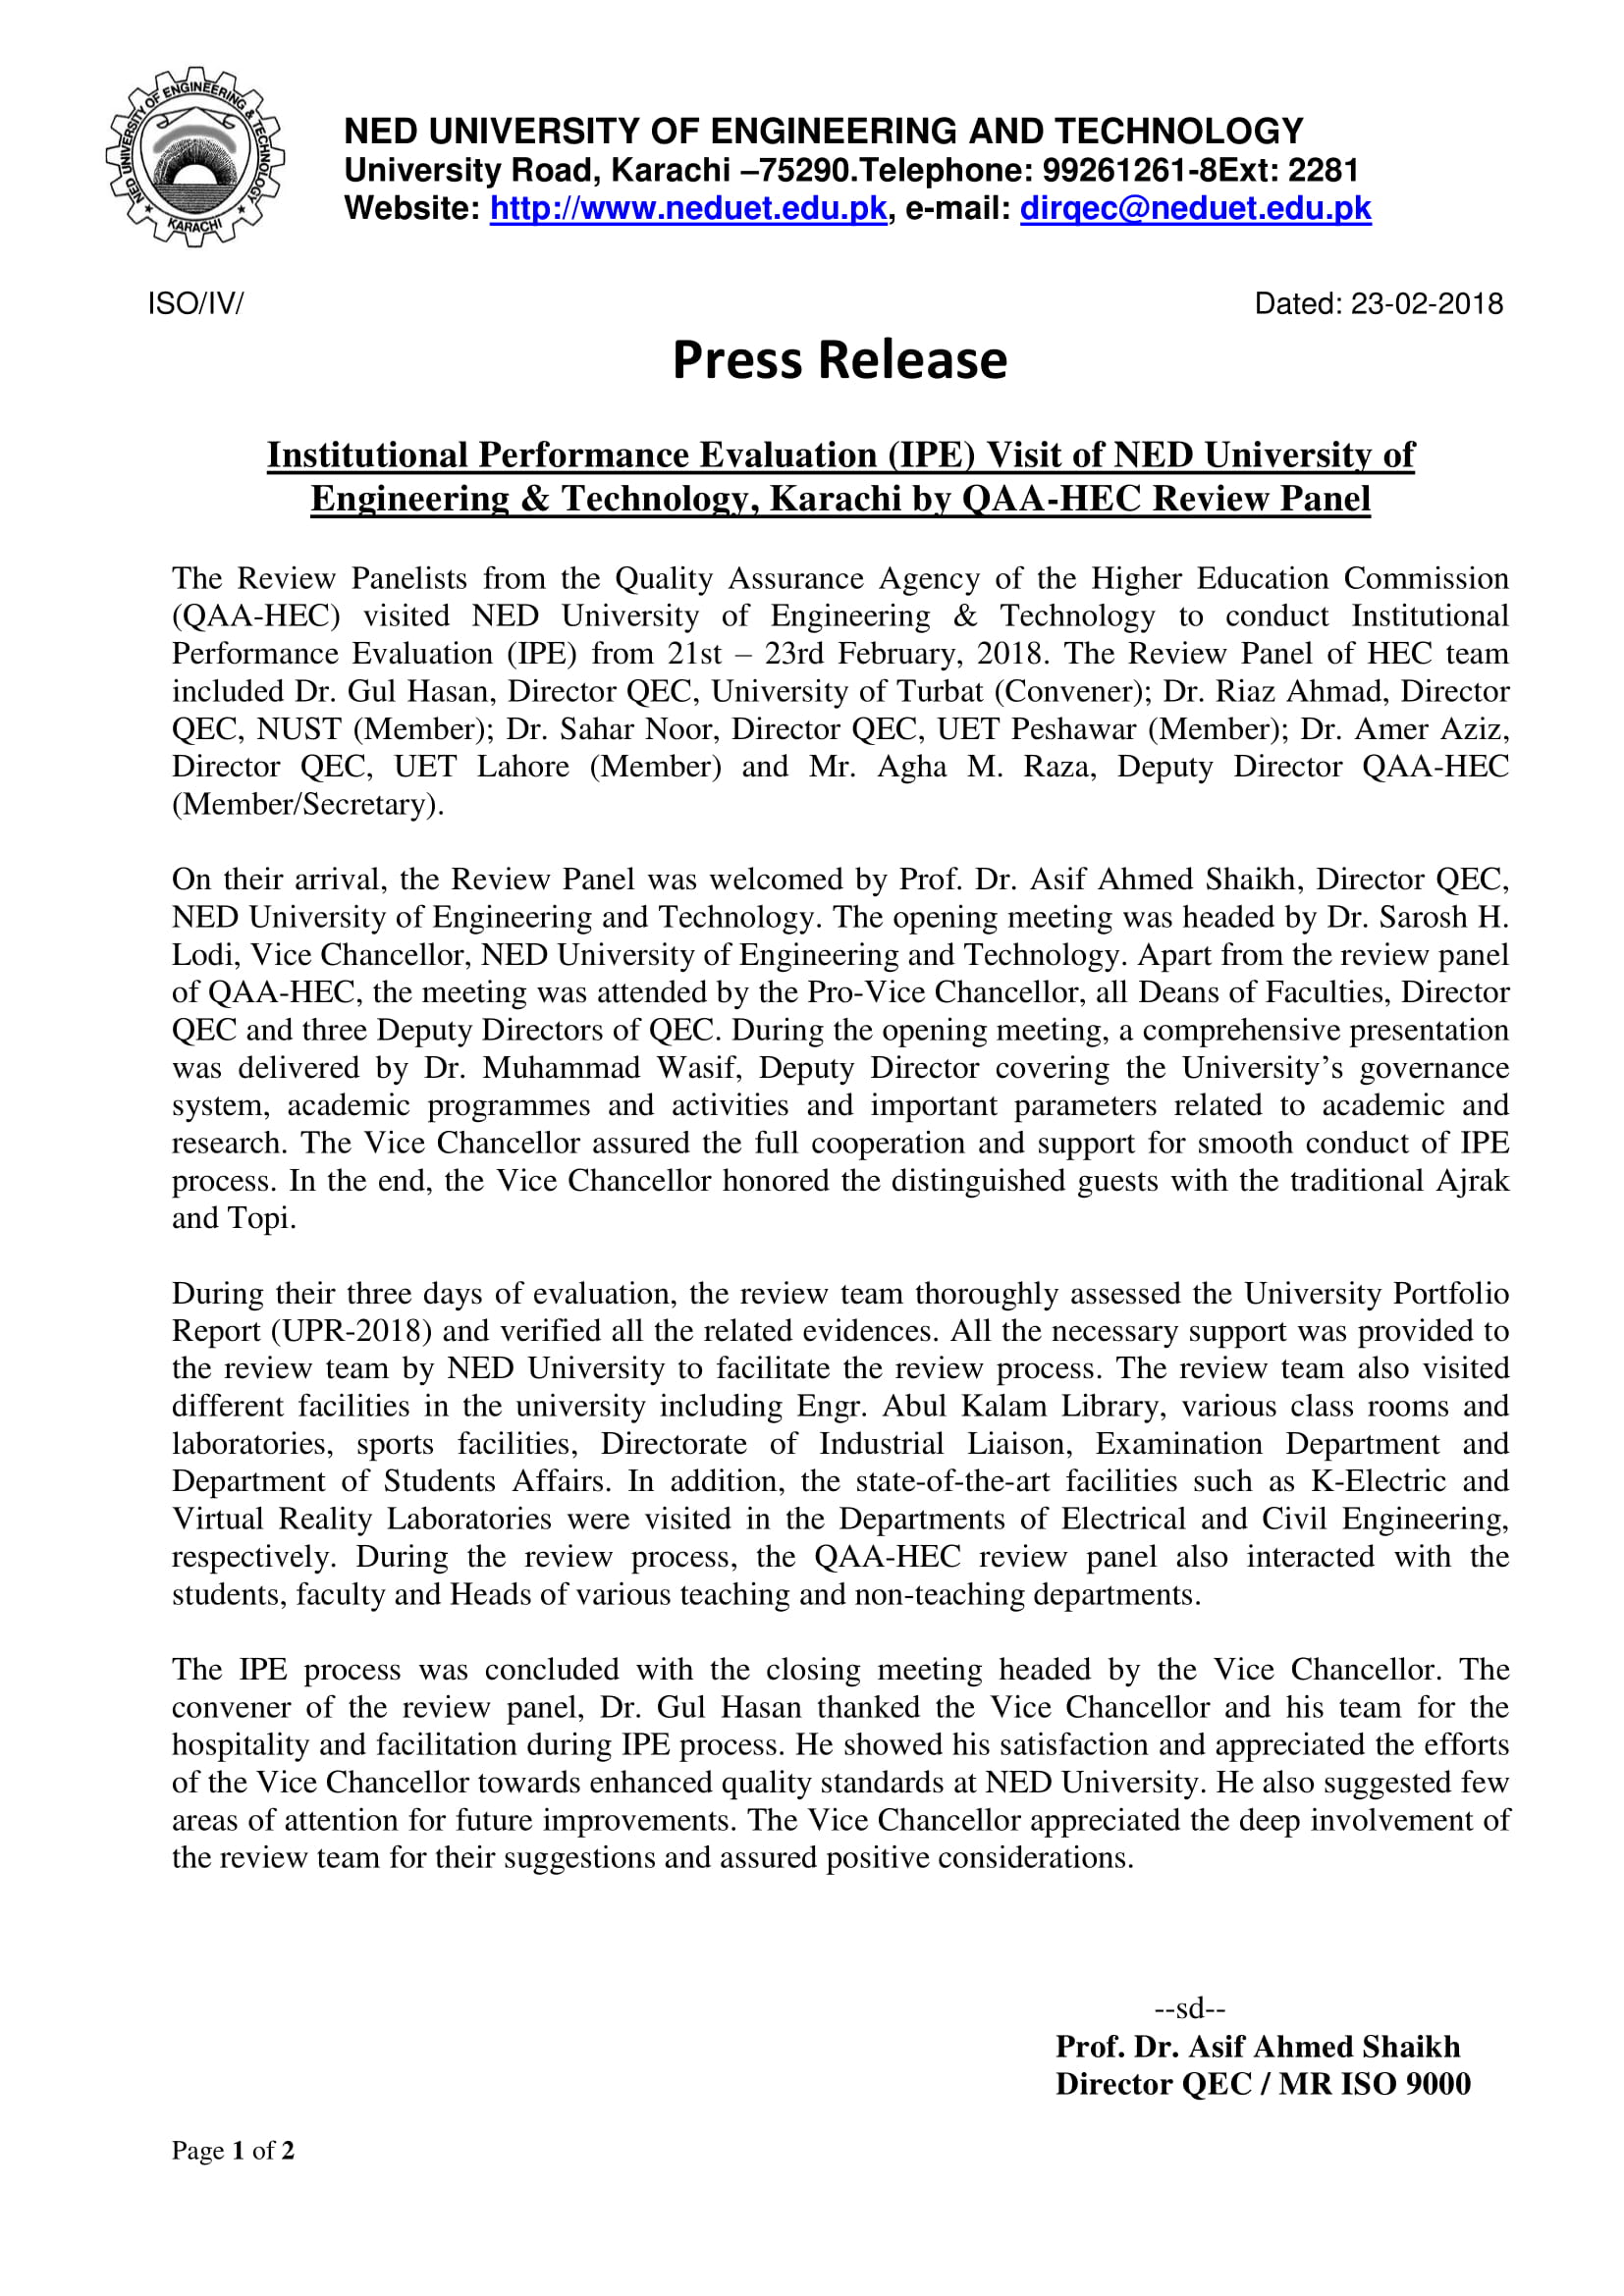 NED UNIVERSITY OF ENGINEERING & TECHNOLOGY
KARACHI
NED UNIVERSITY OF ENGINEERING AND TECHNOLOGY
University Road, Karachi –75290.Telephone: 99261261-8Ext: 2281
Website: http://www.neduet.edu.pk, e-mail: dirqec@neduet.edu.pk
ISO/IV/ Dated: 23-02-2018
Press Release
Institutional Performance Evaluation (IPE) Visit of NED University of
Engineering & Technology, Karachi by QAA-HEC Review Panel
The Review Panelists from the Quality Assurance Agency of the Higher Education Commission
(QAA-HEC) visited NED University of Engineering & Technology to conduct Institutional
Performance Evaluation (IPE) from 21st – 23rd February, 2018. The Review Panel of HEC team
included Dr. Gul Hasan, Director QEC, University of Turbat (Convener); Dr. Riaz Ahmad, Director
QEC, NUST (Member); Dr. Sahar Noor, Director QEC, UET Peshawar (Member); Dr. Amer Aziz,
Director QEC, UET Lahore (Member) and Mr. Agha M. Raza, Deputy Director QAA-HEC
(Member/Secretary).
On their arrival, the Review Panel was welcomed by Prof. Dr. Asif Ahmed Shaikh, Director QEC,
NED University of Engineering and Technology. The opening meeting was headed by Dr. Sarosh H.
Lodi, Vice Chancellor, NED University of Engineering and Technology. Apart from the review panel
of QAA-HEC, the meeting was attended by the Pro-Vice Chancellor, all Deans of Faculties, Director
QEC and three Deputy Directors of QEC. During the opening meeting, a comprehensive presentation
was delivered by Dr. Muhammad Wasif, Deputy Director covering the University’s governance
system, academic programmes and activities and important parameters related to academic and
research. The Vice Chancellor assured the full cooperation and support for smooth conduct of IPE
process. In the end, the Vice Chancellor honored the distinguished guests with the traditional Ajrak
and Topi.
During their three days of evaluation, the review team thoroughly assessed the University Portfolio
Report (UPR-2018) and verified all the related evidences. All the necessary support was provided to
the review team by NED University to facilitate the review process. The review team also visited
different facilities in the university including Engr. Abul Kalam Library, various class rooms and
laboratories, sports facilities, Directorate of Industrial Liaison, Examination Department and
Department of Students Affairs. In addition, the state-of-the-art facilities such as K-Electric and
Virtual Reality Laboratories were visited in the Departments of Electrical and Civil Engineering,
respectively. During the review process, the QAA-HEC review panel also interacted with the
students, faculty and Heads of various teaching and non-teaching departments.
The IPE process was concluded with the closing meeting headed by the Vice Chancellor. The
convener of the review panel, Dr. Gul Hasan thanked the Vice Chancellor and his team for the
hospitality and facilitation during IPE process. He showed his satisfaction and appreciated the efforts
of the Vice Chancellor towards enhanced quality standards at NED University. He also suggested few
areas of attention for future improvements. The Vice Chancellor appreciated the deep involvement of
the review team for their suggestions and assured positive considerations.
--sd--
Prof. Dr. Asif Ahmed Shaikh
Director QEC / MR ISO 9000
Page 1 of 2